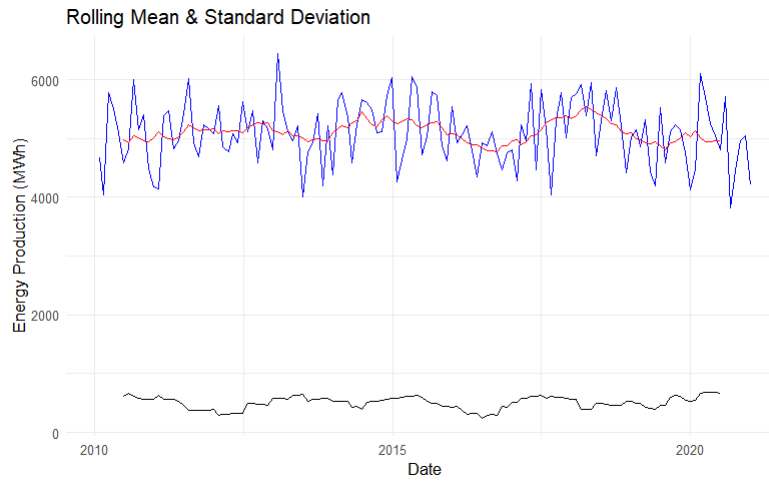 Rolling Mean & Standard Deviation
Energy Production (MWh)
6000
4000
2000
0
2010
2015
2020
Date